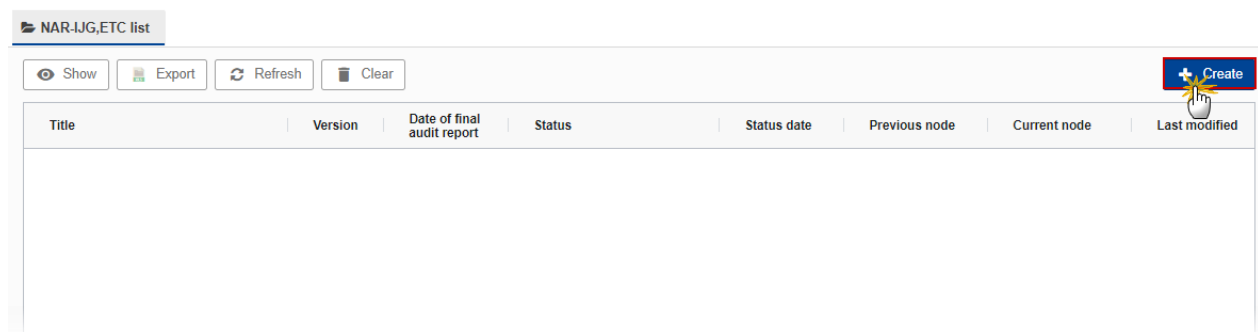 NAR-IJG,ETC list
Show Export Refresh Clear Create
Title Version Date of final audit report Status Status date Previous node Current node Last modified